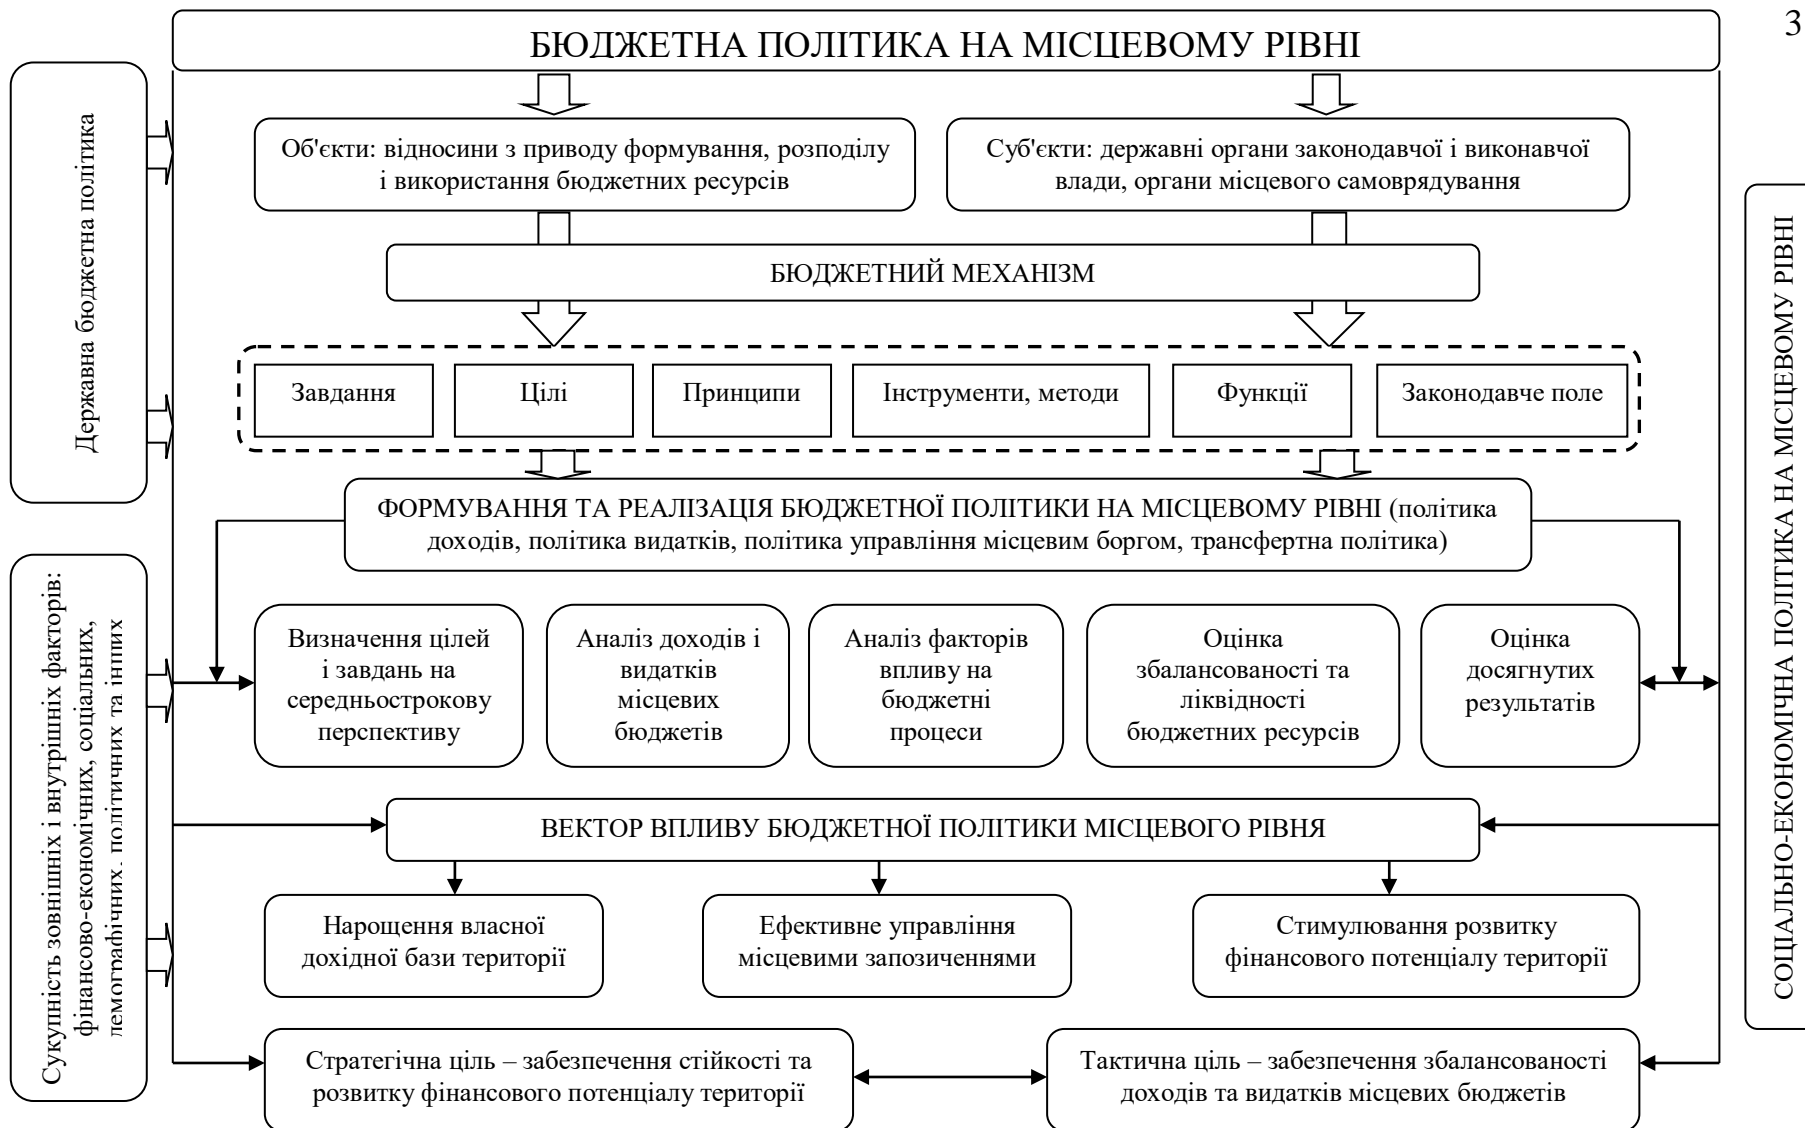 3
БЮДЖЕТНА ПОЛІТИКА НА МІСЦЕВОМУ РІВНІ
Державна бюджетна політика
Об'єкти: відносини з приводу формування, розподілу
і використання бюджетних ресурсів
Суб'єкти: державні органи законодавчої і виконавчої
влади, органи місцевого самоврядування
БЮДЖЕТНИЙ МЕХАНІЗМ
Завдання
Цілі
Принципи
Інструменти, методи
Функції
Законодавче поле
ФОРМУВАННЯ ТА РЕАЛІЗАЦІЯ БЮДЖЕТНОЇ ПОЛІТИКИ НА МІСЦЕВОМУ РІВНІ (політика
доходів, політика видатків, політика управління місцевим боргом, трансфертна політика)
Сукупність зовнішніх і внутрішніх факторів:
фінансово-економічних, соціальних,
демографічних, політичних та інших
Визначення цілей
і завдань на
середньострокову
перспективу
Аналіз доходів і
видатків
місцевих
бюджетів
Аналіз факторів
впливу на
бюджетні
процеси
Оцінка
збалансованості та
ліквідності
бюджетних ресурсів
Оцінка
досягнутих
результатів
ВЕКТОР ВПЛИВУ БЮДЖЕТНОЇ ПОЛІТИКИ МІСЦЕВОГО РІВНЯ
Нарощення власної
дохідної бази території
Ефективне управління
місцевими запозиченнями
Стимулювання розвитку
фінансового потенціалу території
Стратегічна ціль – забезпечення стійкості та
розвитку фінансового потенціалу території
Тактична ціль – забезпечення збалансованості
доходів та видатків місцевих бюджетів
СОЦІАЛЬНО-ЕКОНОМІЧНА ПОЛІТИКА НА МІСЦЕВОМУ РІВНІ